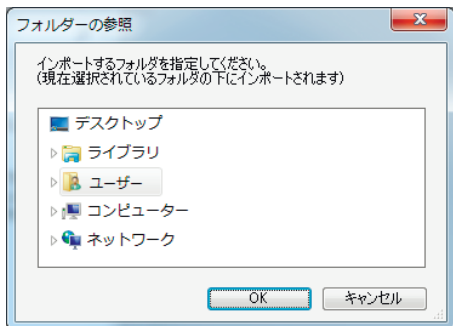 フォルダーの参照
インポートするフォルダを指定してください。
(現在選択されているフォルダの下にインポートされます)
デスクトップ
ライブラリ
ユーザー
コンピューター
ネットワーク
OK
キャンセル